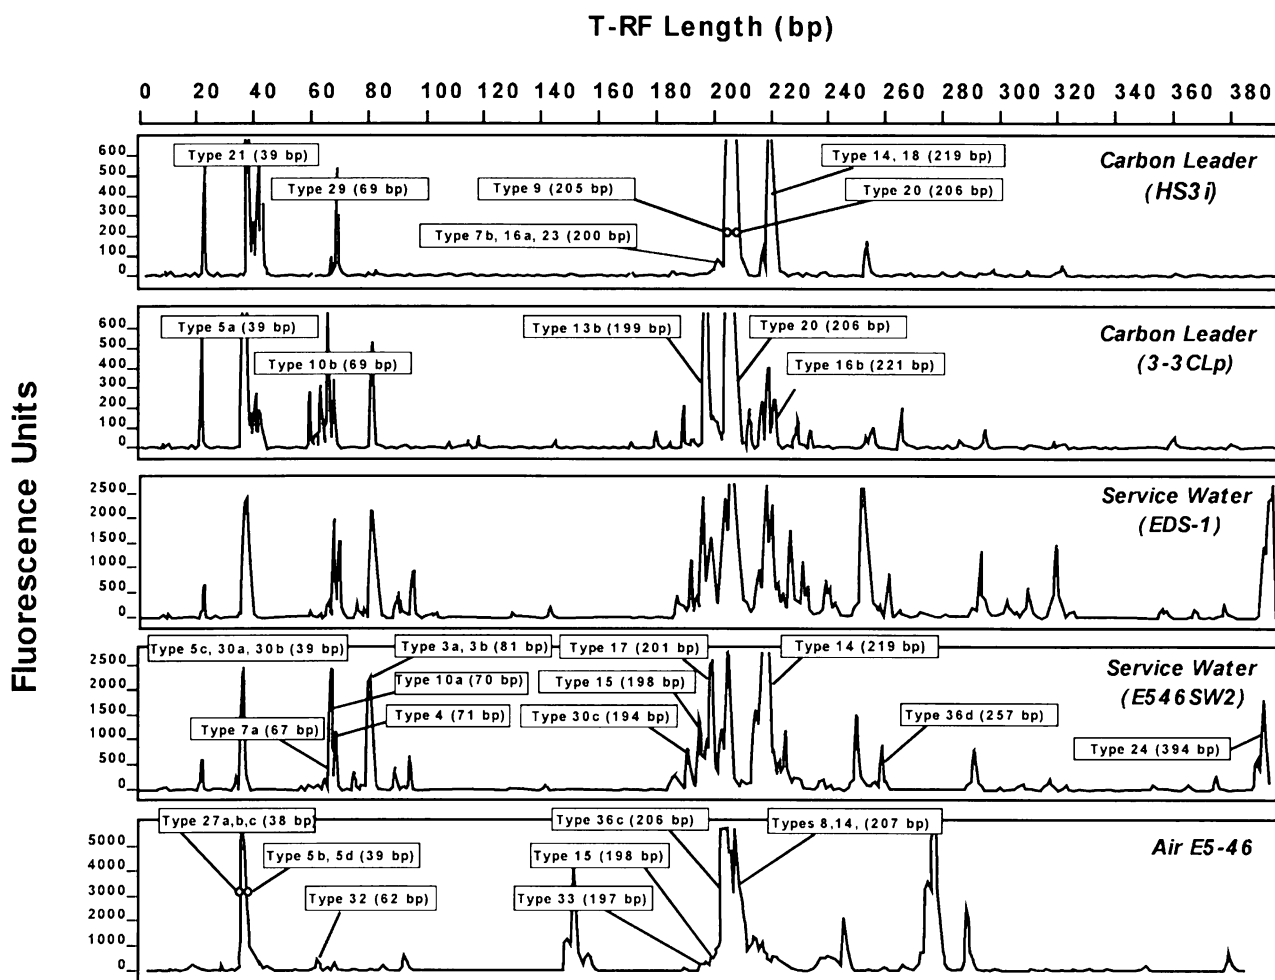 T-RF Length (bp)
0 20 40 60 80 100 120 140 160 180 200 220 240 260 280 300 320 340 360 380
Fluorescence Units
600
500
400
300
200
100
0
Type 21 (39 bp)
Type 29 (69 bp)
Type 9 (205 bp)
Type 7b, 16a, 23 (200 bp)
Type 14, 18 (219 bp)
Type 20 (206 bp)
Carbon Leader
(HS3i)
600
500
400
300
200
100
0
Type 5a (39 bp)
Type 10b (69 bp)
Type 13b (199 bp)
Type 20 (206 bp)
Type 16b (221 bp)
Carbon Leader
(3-3CLp)
2500
2000
1500
1000
500
0
Service Water
(EDS-1)
2500
2000
1500
1000
500
0
Type 5c, 30a, 30b (39 bp)
Type 3a, 3b (81 bp)
Type 10a (70 bp)
Type 4 (71 bp)
Type 7a (67 bp)
Type 17 (201 bp)
Type 15 (198 bp)
Type 30c (194 bp)
Type 14 (219 bp)
Type 36d (257 bp)
Type 24 (394 bp)
Service Water
(E546SW2)
5000
4000
3000
2000
1000
0
Type 27a,b,c (38 bp)
Type 5b, 5d (39 bp)
Type 32 (62 bp)
Type 36c (206 bp)
Type 15 (198 bp)
Type 33 (197 bp)
Types 8,14, (207 bp)
Air E5-46